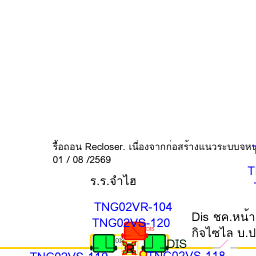 รื้อถอน Recloser. เนื่องจากก่อสร้างแนวระบบจหน
01 / 08 /2569
ร.ร.จำไฮ
TNG02VR-104
TNG02VS-120
Dis ชค.หน้า
กิจไซไล บ.ป
DIS
TNG02VS-118